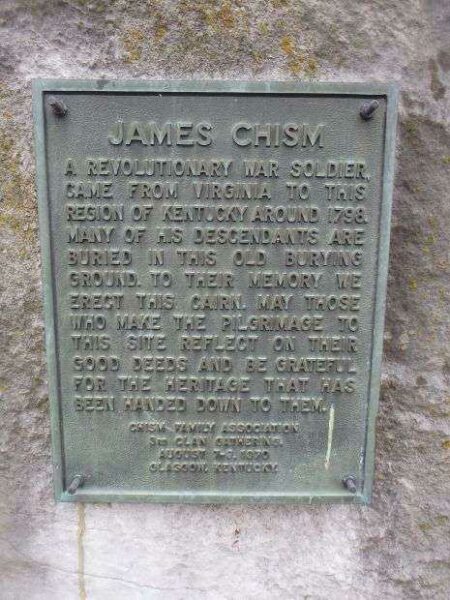 JAMES CHISM
A REVOLUTIONARY WAR SOLDIER,
CAME FROM VIRGINIA TO THIS
REGION OF KENTUCKY AROUND 1798.
MANY OF HIS DESCENDANTS ARE
BURIED IN THIS OLD BURYING
GROUND. TO THEIR MEMORY WE
ERECT THIS CAIRN. MAY THOSE
WHO MAKE THE PILGRIMAGE TO
THIS SITE REFLECT ON THEIR
GOOD DEEDS AND BE GRATEFUL
FOR THE HERITAGE THAT HAS
BEEN HANDED DOWN TO THEM.
CHISM FAMILY ASSOCIATION
3RD CLAN GATHERING
AUGUST 1970
GLASGOW, KENTUCKY